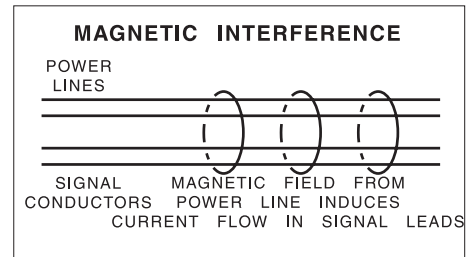 MAGNETIC INTERFERENCE
POWER
LINES
SIGNAL MAGNETIC FIELD FROM
CONDUCTORS POWER LINE INDUCES
CURRENT FLOW IN SIGNAL LEADS